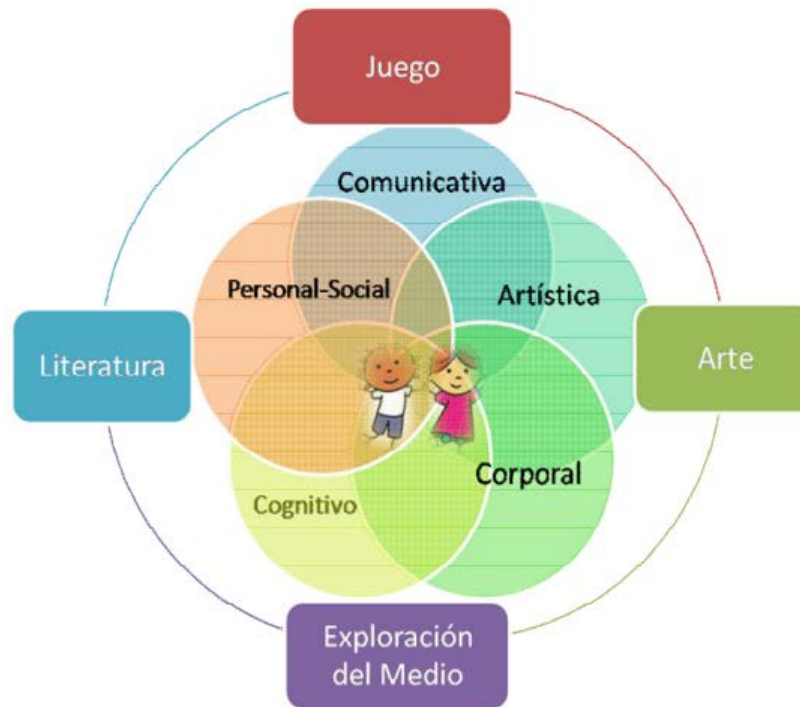 Juego
Comunicativa
Personal-Social
Artística
Literatura
Arte
Cognitivo
Corporal
Exploración
del Medio